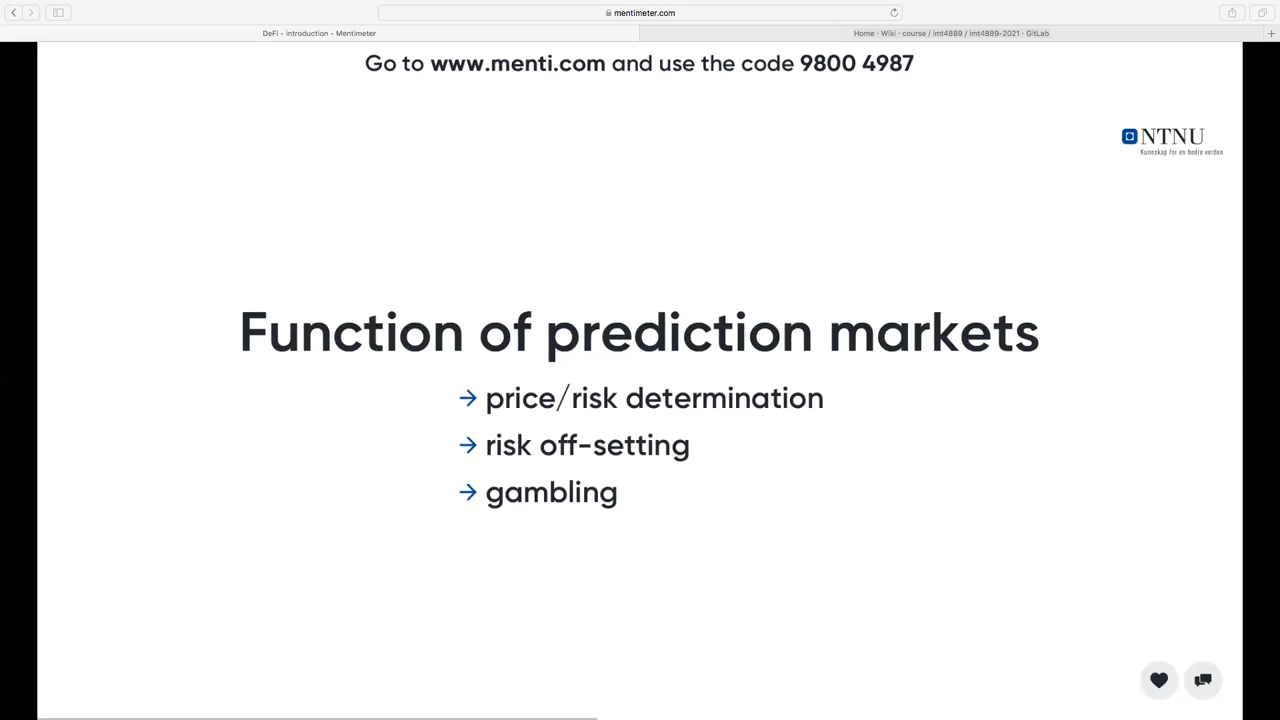 mentimeter.com
DeFi - introduction - Mentimeter
Home · Wiki · course / imt4889 / imt4889-2021 · GitLab
Go to www.menti.com and use the code 9800 4987
NTNU
Kunnskap for en bedre verden
Function of prediction markets
→ price/risk determination
→ risk off-setting
→ gambling